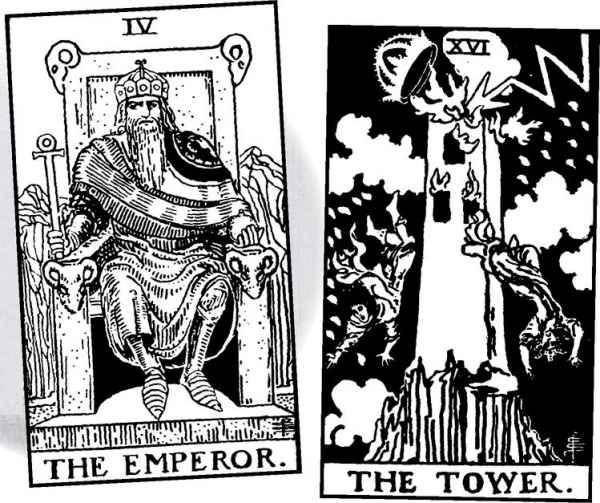 IV
THE EMPEROR.
XVI
THE TOWER.